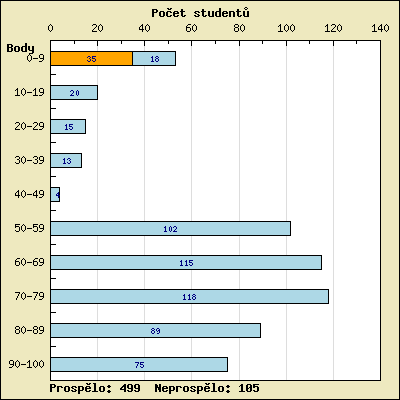 Počet studentů
0 20 40 60 80 100 120 140
Body
0-9 35 18
10-19 20
20-29 15
30-39 13
40-49 4
50-59 102
60-69 115
70-79 118
80-89 89
90-100 75
Prospělo: 499 Neprospělo: 105